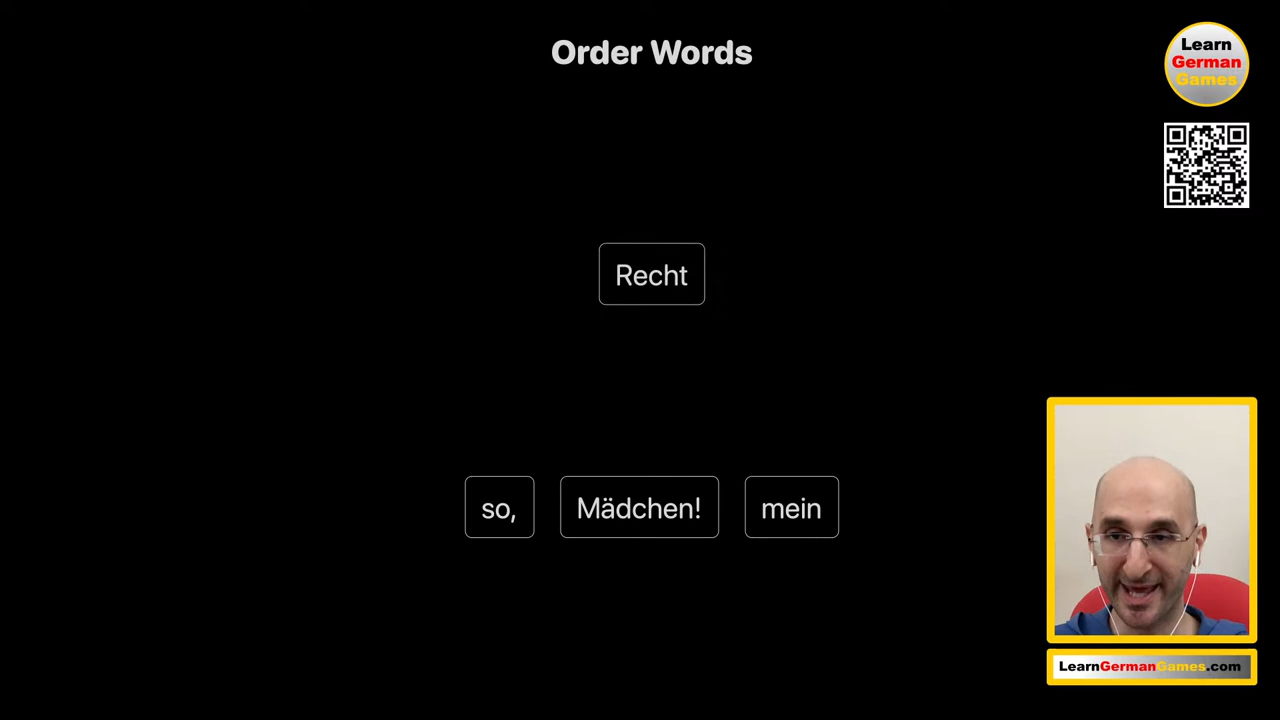 Order Words
Learn
German
Games
Recht
so, Mädchen! mein
LearnGermanGames.com